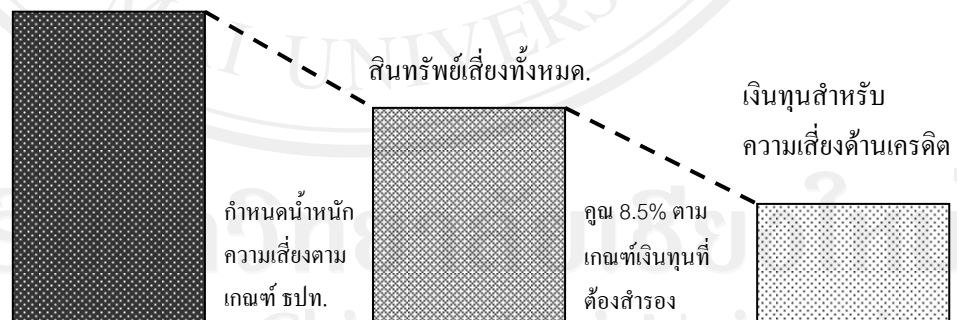 UNIVER
สินทรัพย์เสี่ยงทั้งหมด.
เงินทุนสำหรับ
ความเสี่ยงด้านเครดิต
กำหนดน้ำหนัก
ความเสี่ยงตาม
เกณฑ์ ธปท.
คูณ 8.5% ตาม
เกณฑ์เงินทุนที่
ต้องสำรอง